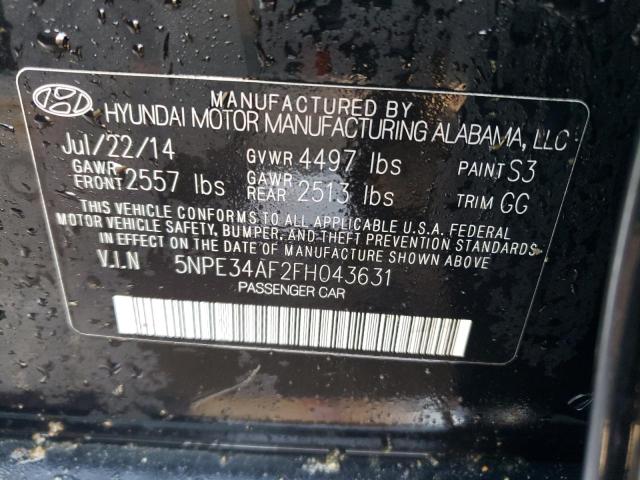 MANUFACTURED BY
HYUNDAI MOTOR MANUFACTURING ALABAMA, LLC
Jul/22/14 GVWR 4497 lbs PAINT S3
GAWR FRONT 2557 lbs GAWR REAR 2513 lbs TRIM GG
THIS VEHICLE CONFORMS TO ALL APPLICABLE U.S.A. FEDERAL
MOTOR VEHICLE SAFETY, BUMPER, AND THEFT PREVENTION STANDARDS
IN EFFECT ON THE DATE OF MANUFACTURE SHOWN ABOVE.
V.I.N 5NPE34AF2FH043631
PASSENGER CAR